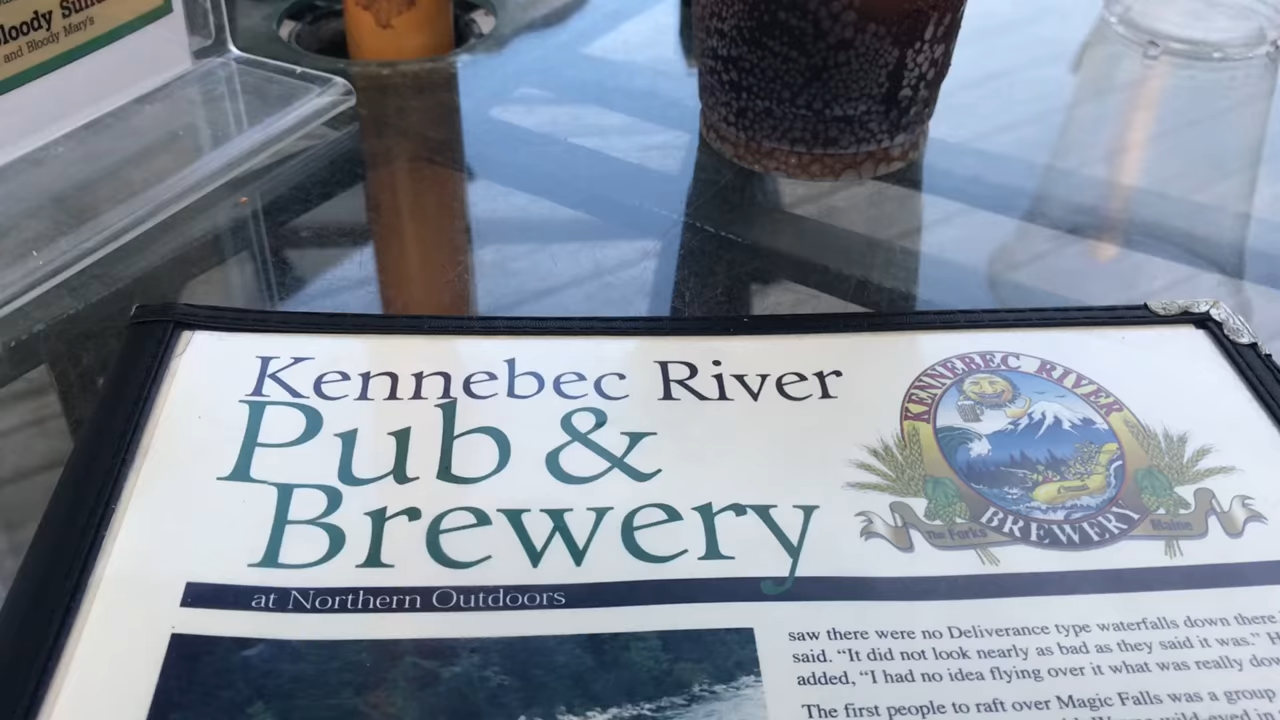 Bloody Sund
and Bloody Mary's
Kennebec River
Pub &
Brewery
at Northern Outdoors
KENNEBEC RIVER
BREWERY
The Forks Maine
saw there were no Deliverance type waterfalls down there
said. “It did not look nearly as bad as they said it was.”
added, “I had no idea flying over it what was really dow
The first people to raft over Magic Falls was a group